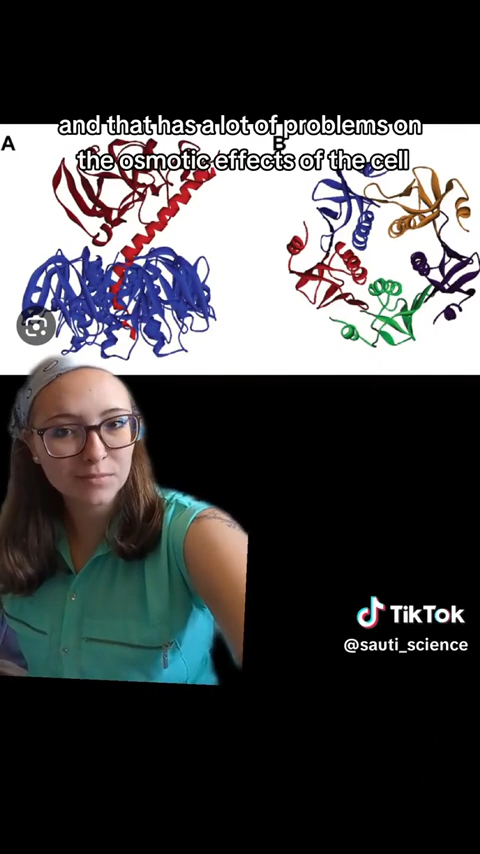 and that has a lot of problems on
the osmotic effects of the cell
A
B
TikTok
@sauti_science